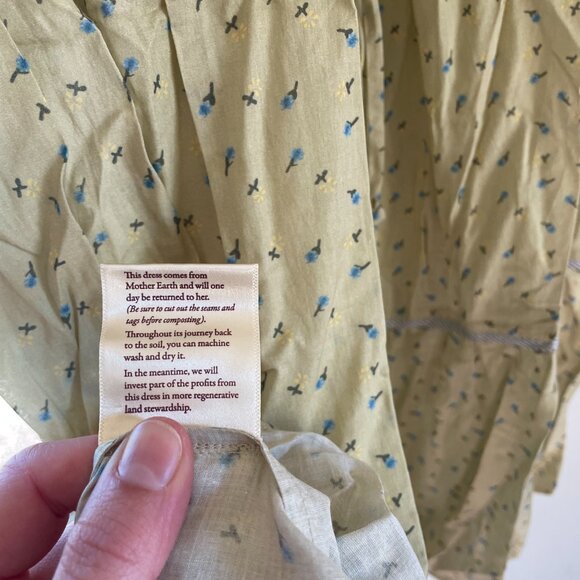 This dress comes from
Mother Earth and will one
day be returned to her.
(Be sure to cut out the seams and
tags before composting).
Throughout its journey back
to the soil, you can machine
wash and dry it.
In the meantime, we will
invest part of the profits from
this dress in more regenerative
land stewardship.